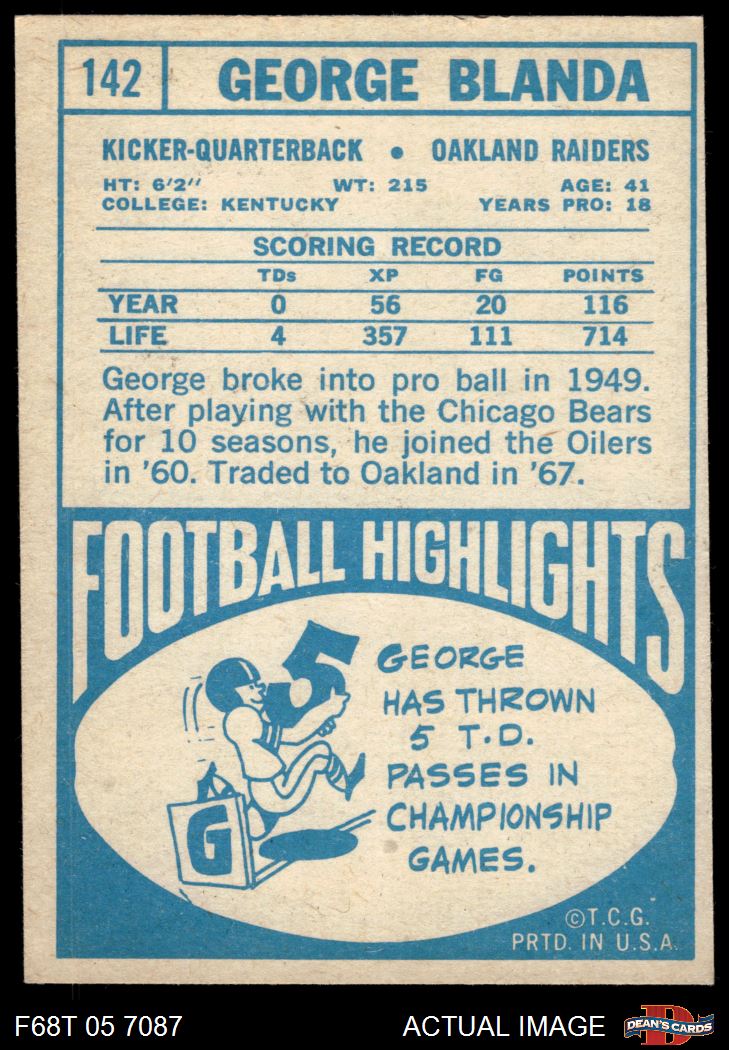 142 GEORGE BLANDA
KICKER-QUARTERBACK • OAKLAND RAIDERS
HT: 6'2" WT: 215 AGE: 41
COLLEGE: KENTUCKY YEARS PRO: 18
SCORING RECORD
TDs XP FG POINTS
YEAR 0 56 20 116
LIFE 4 357 111 714
George broke into pro ball in 1949.
After playing with the Chicago Bears
for 10 seasons, he joined the Oilers
in '60. Traded to Oakland in '67.
FOOTBALL HIGHLIGHTS
5
G
GEORGE
HAS THROWN
5 T.D.
PASSES IN
CHAMPIONSHIP
GAMES.
©T.C.G.
PRTD. IN U.S.A.
F68T 05 7087 ACTUAL IMAGE D DEAN'S CARDS